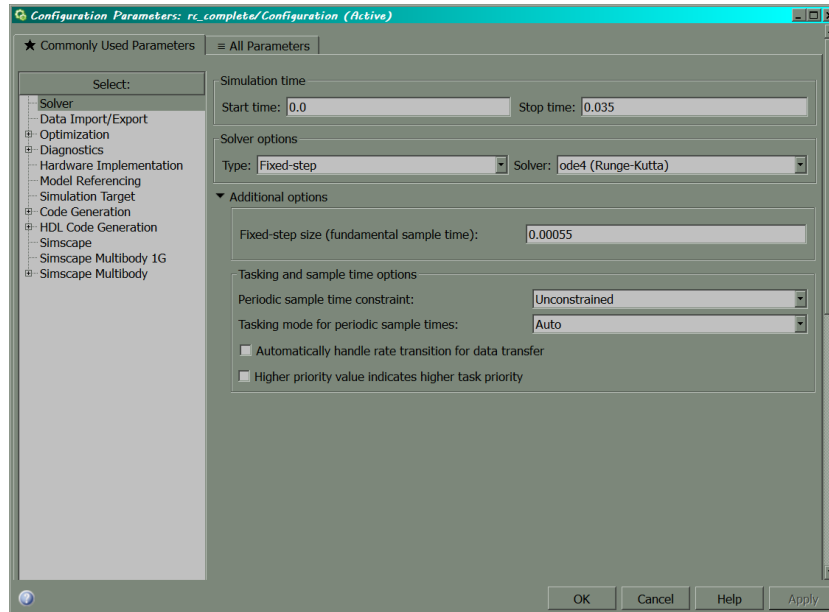 Configuration Parameters: rc_complete/Configuration (Active)
★ Commonly Used Parameters
≡ All Parameters
Select:
Solver
Data Import/Export
Optimization
Diagnostics
Hardware Implementation
Model Referencing
Simulation Target
Code Generation
HDL Code Generation
Simscape
Simscape Multibody 1G
Simscape Multibody
Simulation time
Start time: 0.0 Stop time: 0.035
Solver options
Type: Fixed-step Solver: ode4 (Runge-Kutta)
Additional options
Fixed-step size (fundamental sample time): 0.00055
Tasking and sample time options
Periodic sample time constraint: Unconstrained
Tasking mode for periodic sample times: Auto
Automatically handle rate transition for data transfer
Higher priority value indicates higher task priority
OK Cancel Help Apply